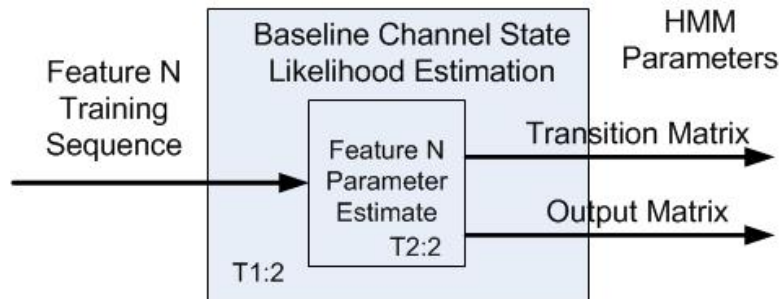 Baseline Channel State
Likelihood Estimation
HMM
Parameters
Feature N
Training
Sequence
Feature N
Parameter
Estimate
T2:2
T1:2
Transition Matrix
Output Matrix